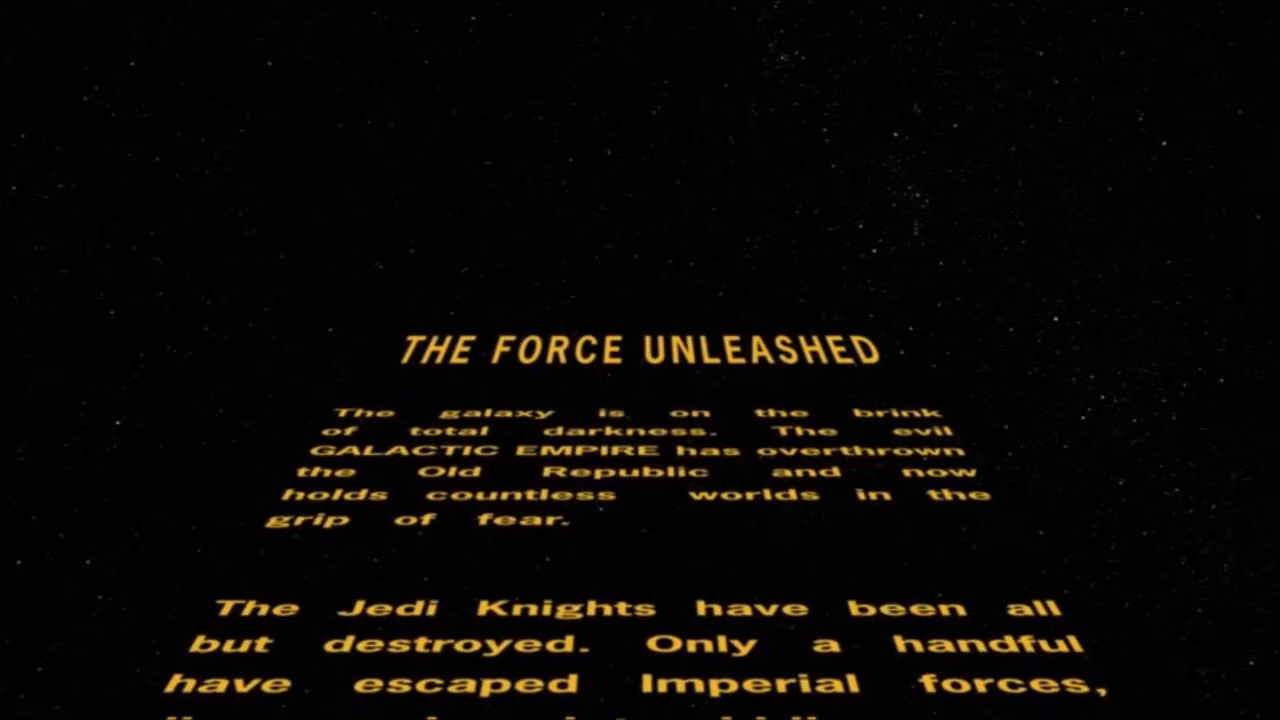 THE FORCE UNLEASHED
The galaxy is on the brink
of total darkness. The evil
GALACTIC EMPIRE has overthrown
the Old Republic and now
holds countless worlds in the
grip of fear.
The Jedi Knights have been all
but destroyed. Only a handful
have escaped Imperial forces,